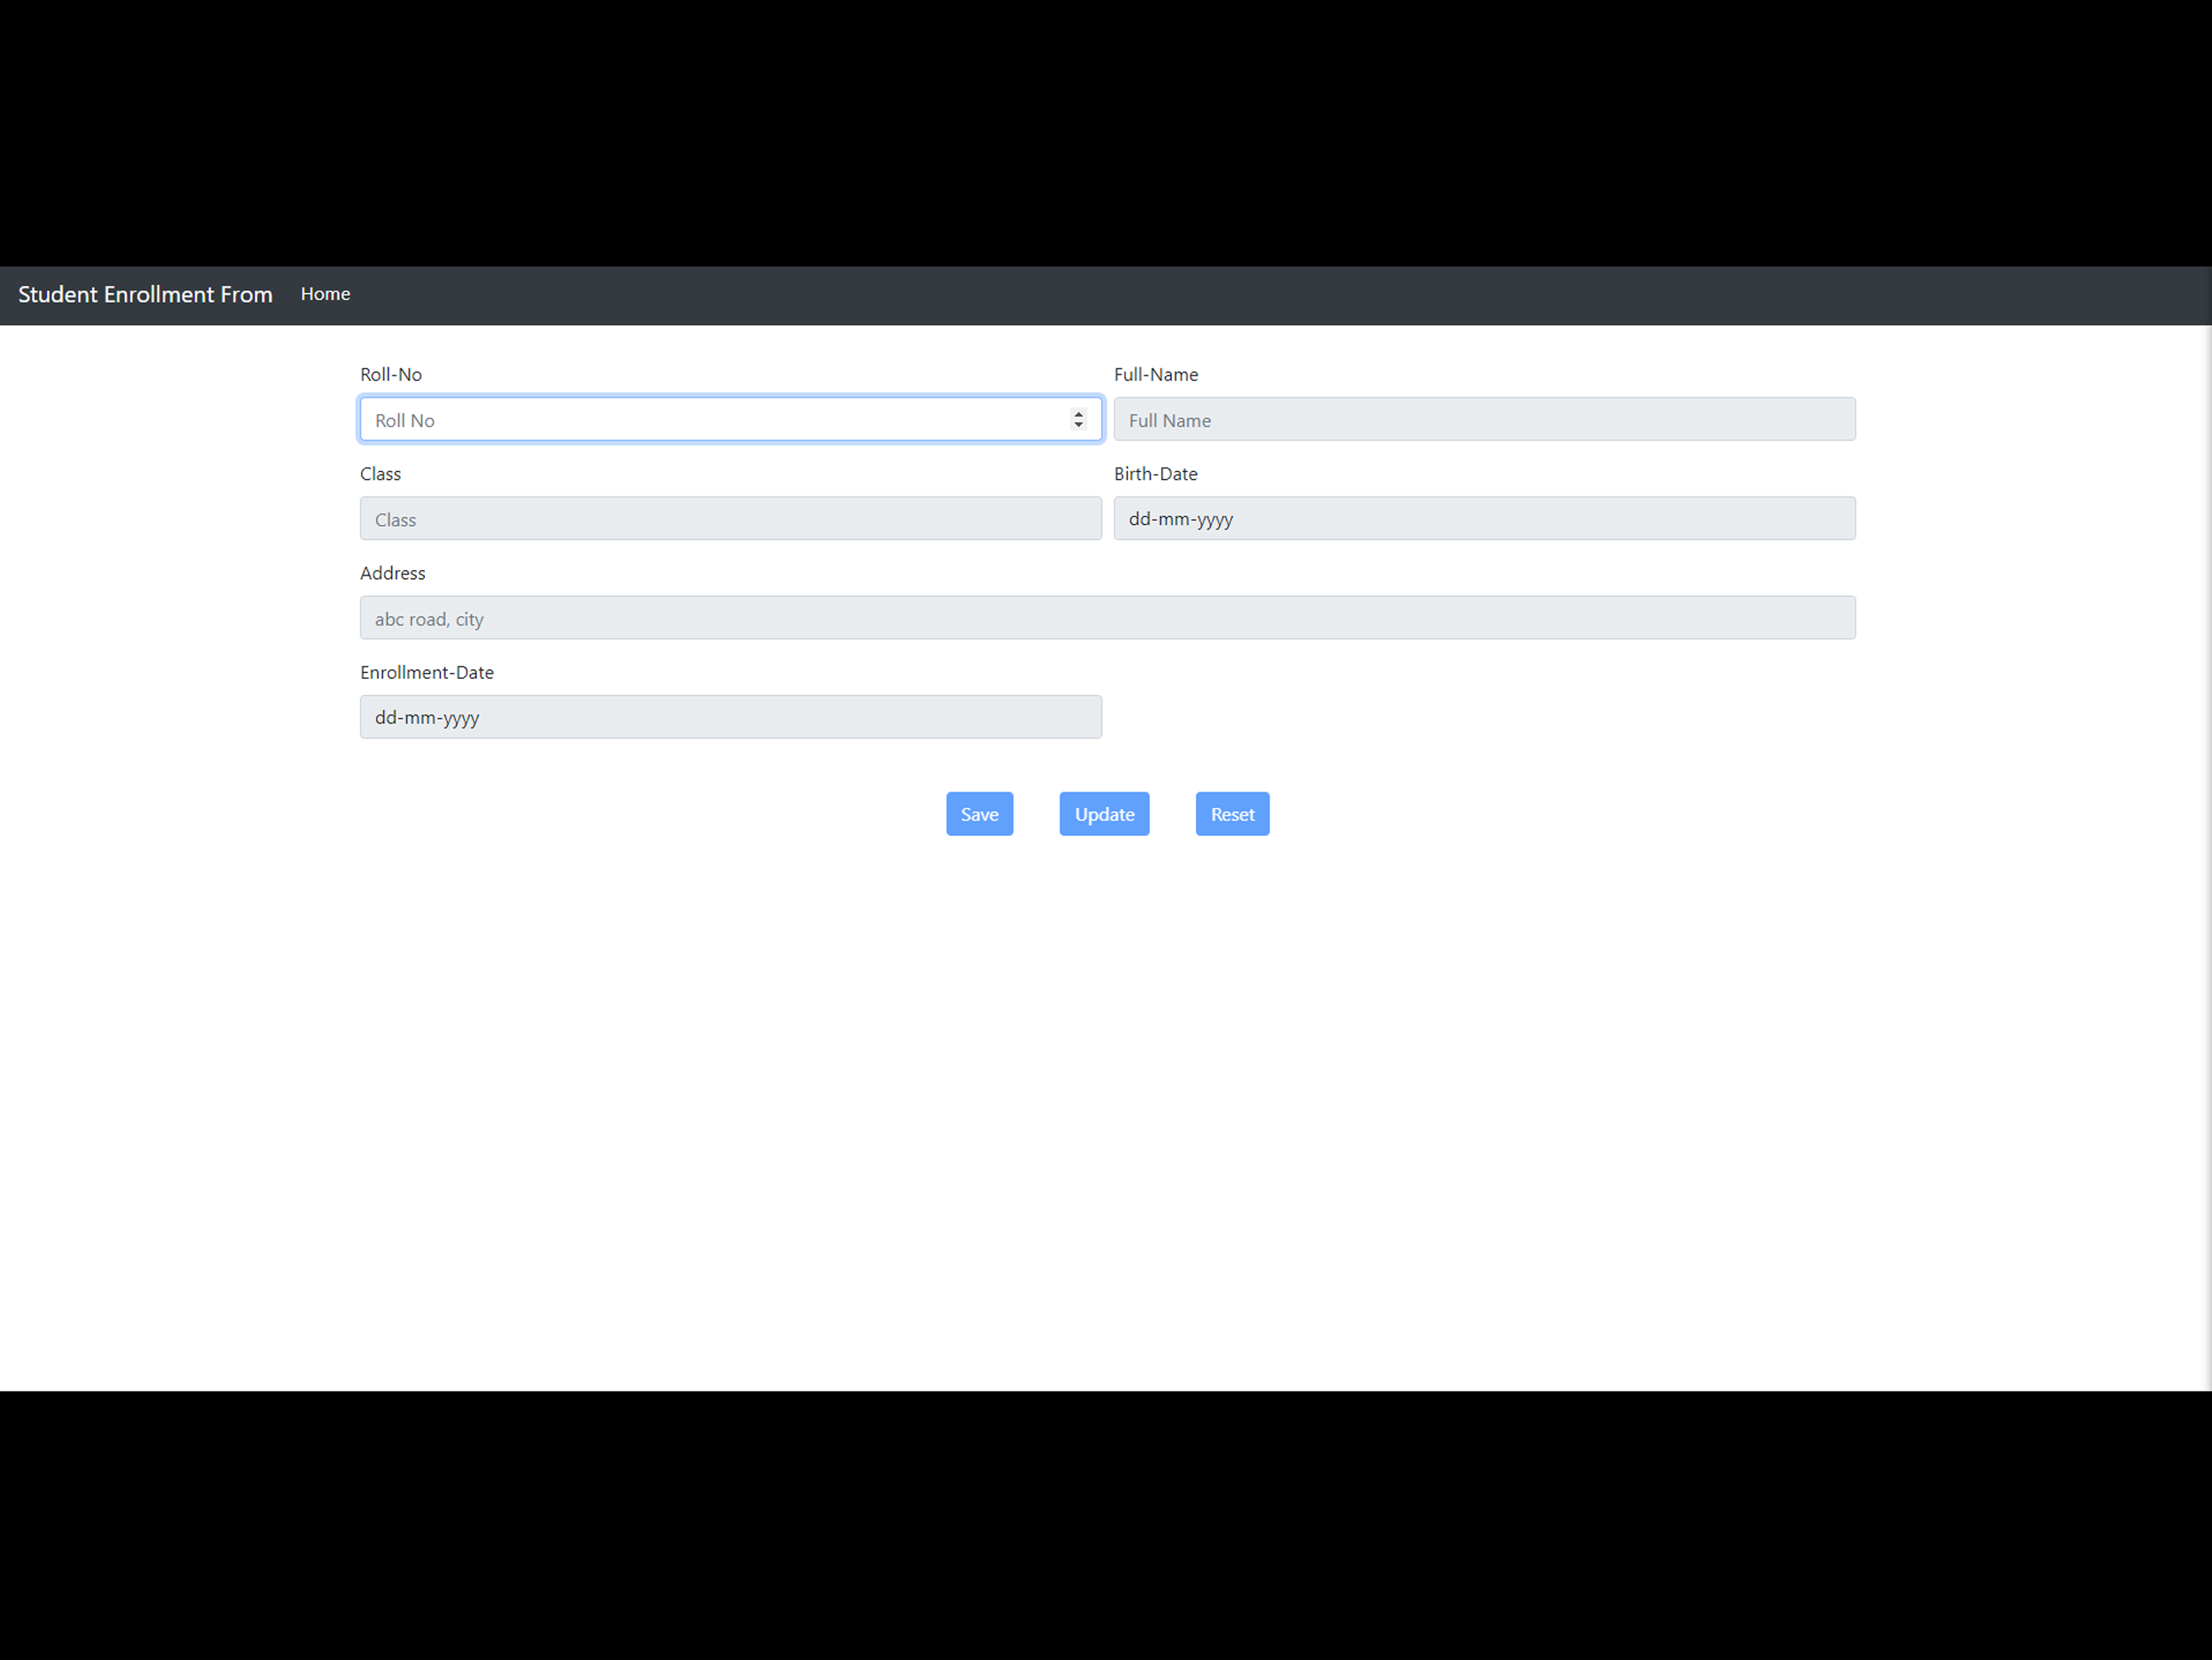 Student Enrollment From Home
Roll-No Full-Name
Roll No Full Name
Class Birth-Date
Class dd-mm-yyyy
Address
abc road, city
Enrollment-Date
dd-mm-yyyy
Save Update Reset